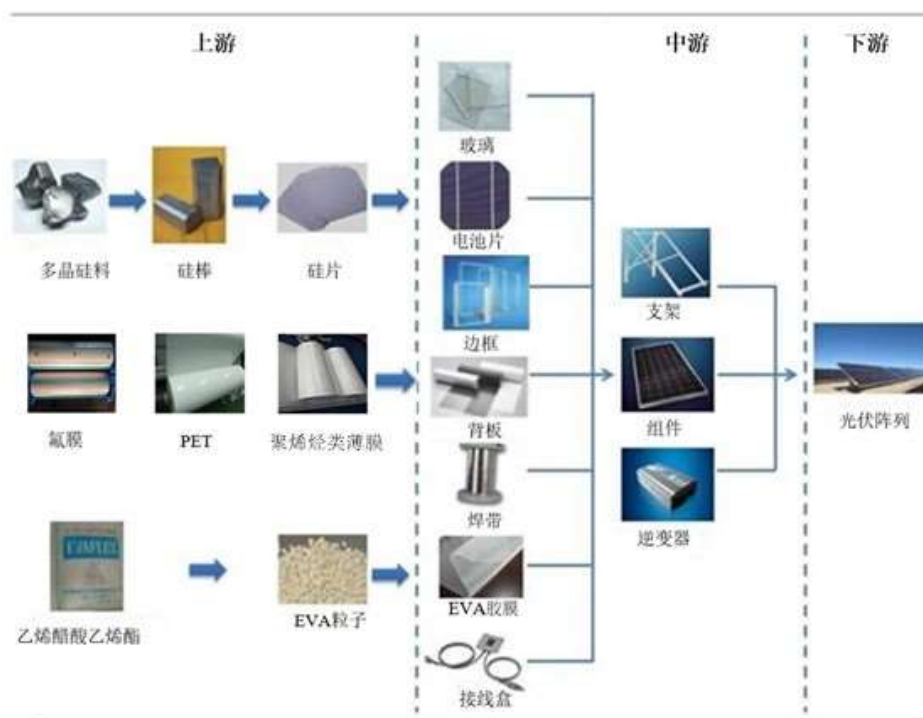 上游
中游
下游
玻璃
多晶硅料
硅棒
硅片
电池片
边框
支架
氟膜
PET
聚烯烃类薄膜
背板
组件
光伏阵列
焊带
逆变器
乙烯醋酸乙烯酯
EVA粒子
EVA胶膜
接线盒